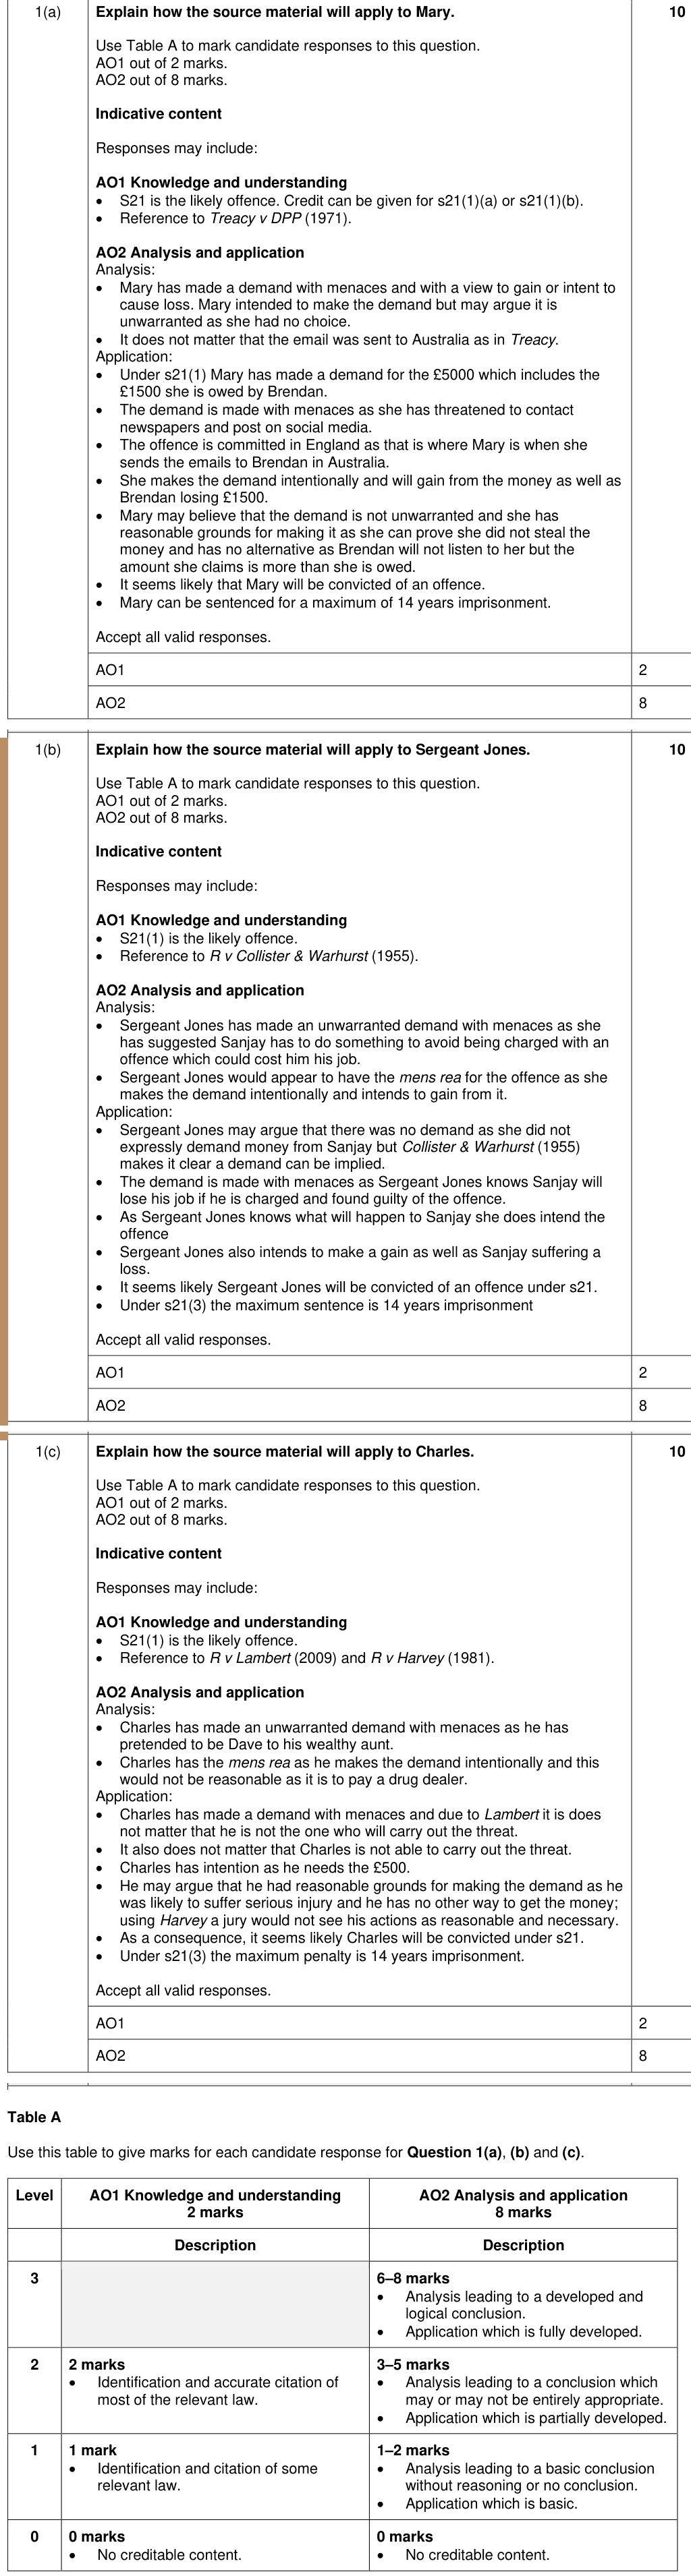 1(a) Explain how the source material will apply to Mary. 10
Use Table A to mark candidate responses to this question.
AO1 out of 2 marks.
AO2 out of 8 marks.
Indicative content
Responses may include:
AO1 Knowledge and understanding
• S21 is the likely offence. Credit can be given for s21(1)(a) or s21(1)(b).
• Reference to Treacy v DPP (1971).
AO2 Analysis and application
Analysis:
• Mary has made a demand with menaces and with a view to gain or intent to
cause loss. Mary intended to make the demand but may argue it is
unwarranted as she had no choice.
• It does not matter that the email was sent to Australia as in Treacy.
Application:
• Under s21(1) Mary has made a demand for the £5000 which includes the
£1500 she is owed by Brendan.
• The demand is made with menaces as she has threatened to contact
newspapers and post on social media.
• The offence is committed in England as that is where Mary is when she
sends the emails to Brendan in Australia.
• She makes the demand intentionally and will gain from the money as well as
Brendan losing £1500.
• Mary may believe that the demand is not unwarranted and she has
reasonable grounds for making it as she can prove she did not steal the
money and has no alternative as Brendan will not listen to her but the
amount she claims is more than she is owed.
• It seems likely that Mary will be convicted of an offence.
• Mary can be sentenced for a maximum of 14 years imprisonment.
Accept all valid responses.
AO1 2
AO2 8
1(b) Explain how the source material will apply to Sergeant Jones. 10
Use Table A to mark candidate responses to this question.
AO1 out of 2 marks.
AO2 out of 8 marks.
Indicative content
Responses may include:
AO1 Knowledge and understanding
• S21(1) is the likely offence.
• Reference to R v Collister & Warhurst (1955).
AO2 Analysis and application
Analysis:
• Sergeant Jones has made an unwarranted demand with menaces as she
has suggested Sanjay has to do something to avoid being charged with an
offence which could cost him his job.
• Sergeant Jones would appear to have the mens rea for the offence as she
makes the demand intentionally and intends to gain from it.
Application:
• Sergeant Jones may argue that there was no demand as she did not
expressly demand money from Sanjay but Collister & Warhurst (1955)
makes it clear a demand can be implied.
• The demand is made with menaces as Sergeant Jones knows Sanjay will
lose his job if he is charged and found guilty of the offence.
• As Sergeant Jones knows what will happen to Sanjay she does intend the
offence
• Sergeant Jones also intends to make a gain as well as Sanjay suffering a
loss.
• It seems likely Sergeant Jones will be convicted of an offence under s21.
• Under s21(3) the maximum sentence is 14 years imprisonment
Accept all valid responses.
AO1 2
AO2 8
1(c) Explain how the source material will apply to Charles. 10
Use Table A to mark candidate responses to this question.
AO1 out of 2 marks.
AO2 out of 8 marks.
Indicative content
Responses may include:
AO1 Knowledge and understanding
• S21(1) is the likely offence.
• Reference to R v Lambert (2009) and R v Harvey (1981).
AO2 Analysis and application
Analysis:
• Charles has made an unwarranted demand with menaces as he has
pretended to be Dave to his wealthy aunt.
• Charles has the mens rea as he makes the demand intentionally and this
would not be reasonable as it is to pay a drug dealer.
Application:
• Charles has made a demand with menaces and due to Lambert it is does
not matter that he is not the one who will carry out the threat.
• It also does not matter that Charles is not able to carry out the threat.
• Charles has intention as he needs the £500.
• He may argue that he had reasonable grounds for making the demand as he
was likely to suffer serious injury and he has no other way to get the money;
using Harvey a jury would not see his actions as reasonable and necessary.
• As a consequence, it seems likely Charles will be convicted under s21.
• Under s21(3) the maximum penalty is 14 years imprisonment.
Accept all valid responses.
AO1 2
AO2 8
Table A
Use this table to give marks for each candidate response for Question 1(a), (b) and (c).
Level AO1 Knowledge and understanding AO2 Analysis and application
2 marks 8 marks
Description Description
3 6–8 marks
• Analysis leading to a developed and
logical conclusion.
• Application which is fully developed.
2 2 marks 3–5 marks
• Identification and accurate citation of • Analysis leading to a conclusion which
most of the relevant law. may or may not be entirely appropriate.
• Application which is partially developed.
1 1 mark 1–2 marks
• Identification and citation of some • Analysis leading to a basic conclusion
relevant law. without reasoning or no conclusion.
• Application which is basic.
0 0 marks 0 marks
• No creditable content. • No creditable content.